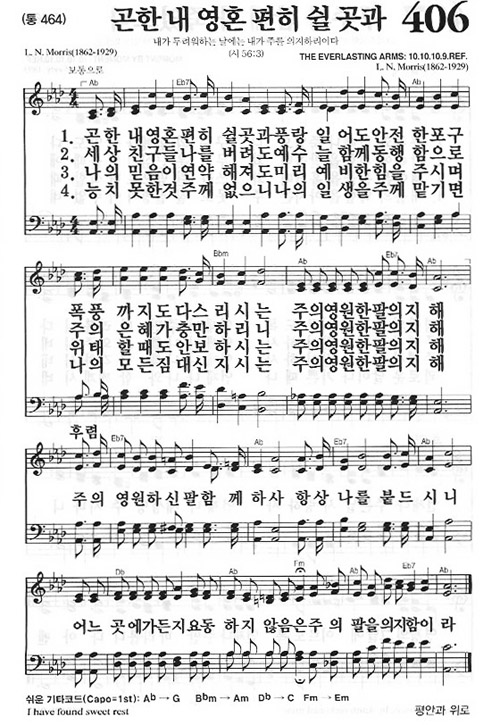 (통 464)
곤한 내 영혼 편히 쉴 곳과 406
내가 두려워하는 날에는 내가 주를 의지하리이다
(시 56:3)
THE EVERLASTING ARMS: 10.10.10.9.REF.
L. N. Morris(1862-1929)
L. N. Morris(1862-1929)
보통으로
Ab Eb7 Ab
1. 곤한 내영혼편히 쉴곳과풍랑 일 어도안전 한포구
2. 세상 친구들나를 버려도예수 늘 함께동행 함으로
3. 나의 믿음이연약 해져도미리 예 비한힘을 주시며
4. 능치 못한것주께 없으니나의 일 생을주께 맡기면
Bbm Ab Eb7 Ab
폭풍 까지도다스 리시는 주의영원한팔의지 해
주의 은혜가충만 하리니 주의영원한팔의지 해
위태 할때도안보 하시는 주의영원한팔의지 해
나의 모든짐대신 지시는 주의영원한팔의지 해
후렴
Eb7 Ab Eb7 Ab
주의 영원하신팔함 께하사 항상 나를 붙드 시니
Db Ab Fm Eb7 Ab
어느 곳에가든지요동 하지 않음은주 의 팔을의지함이 라
쉬운 기타코드(Capo=1st): Ab → G Bbm → Am Db → C Fm → Em
I have found sweet rest
평안과 위로